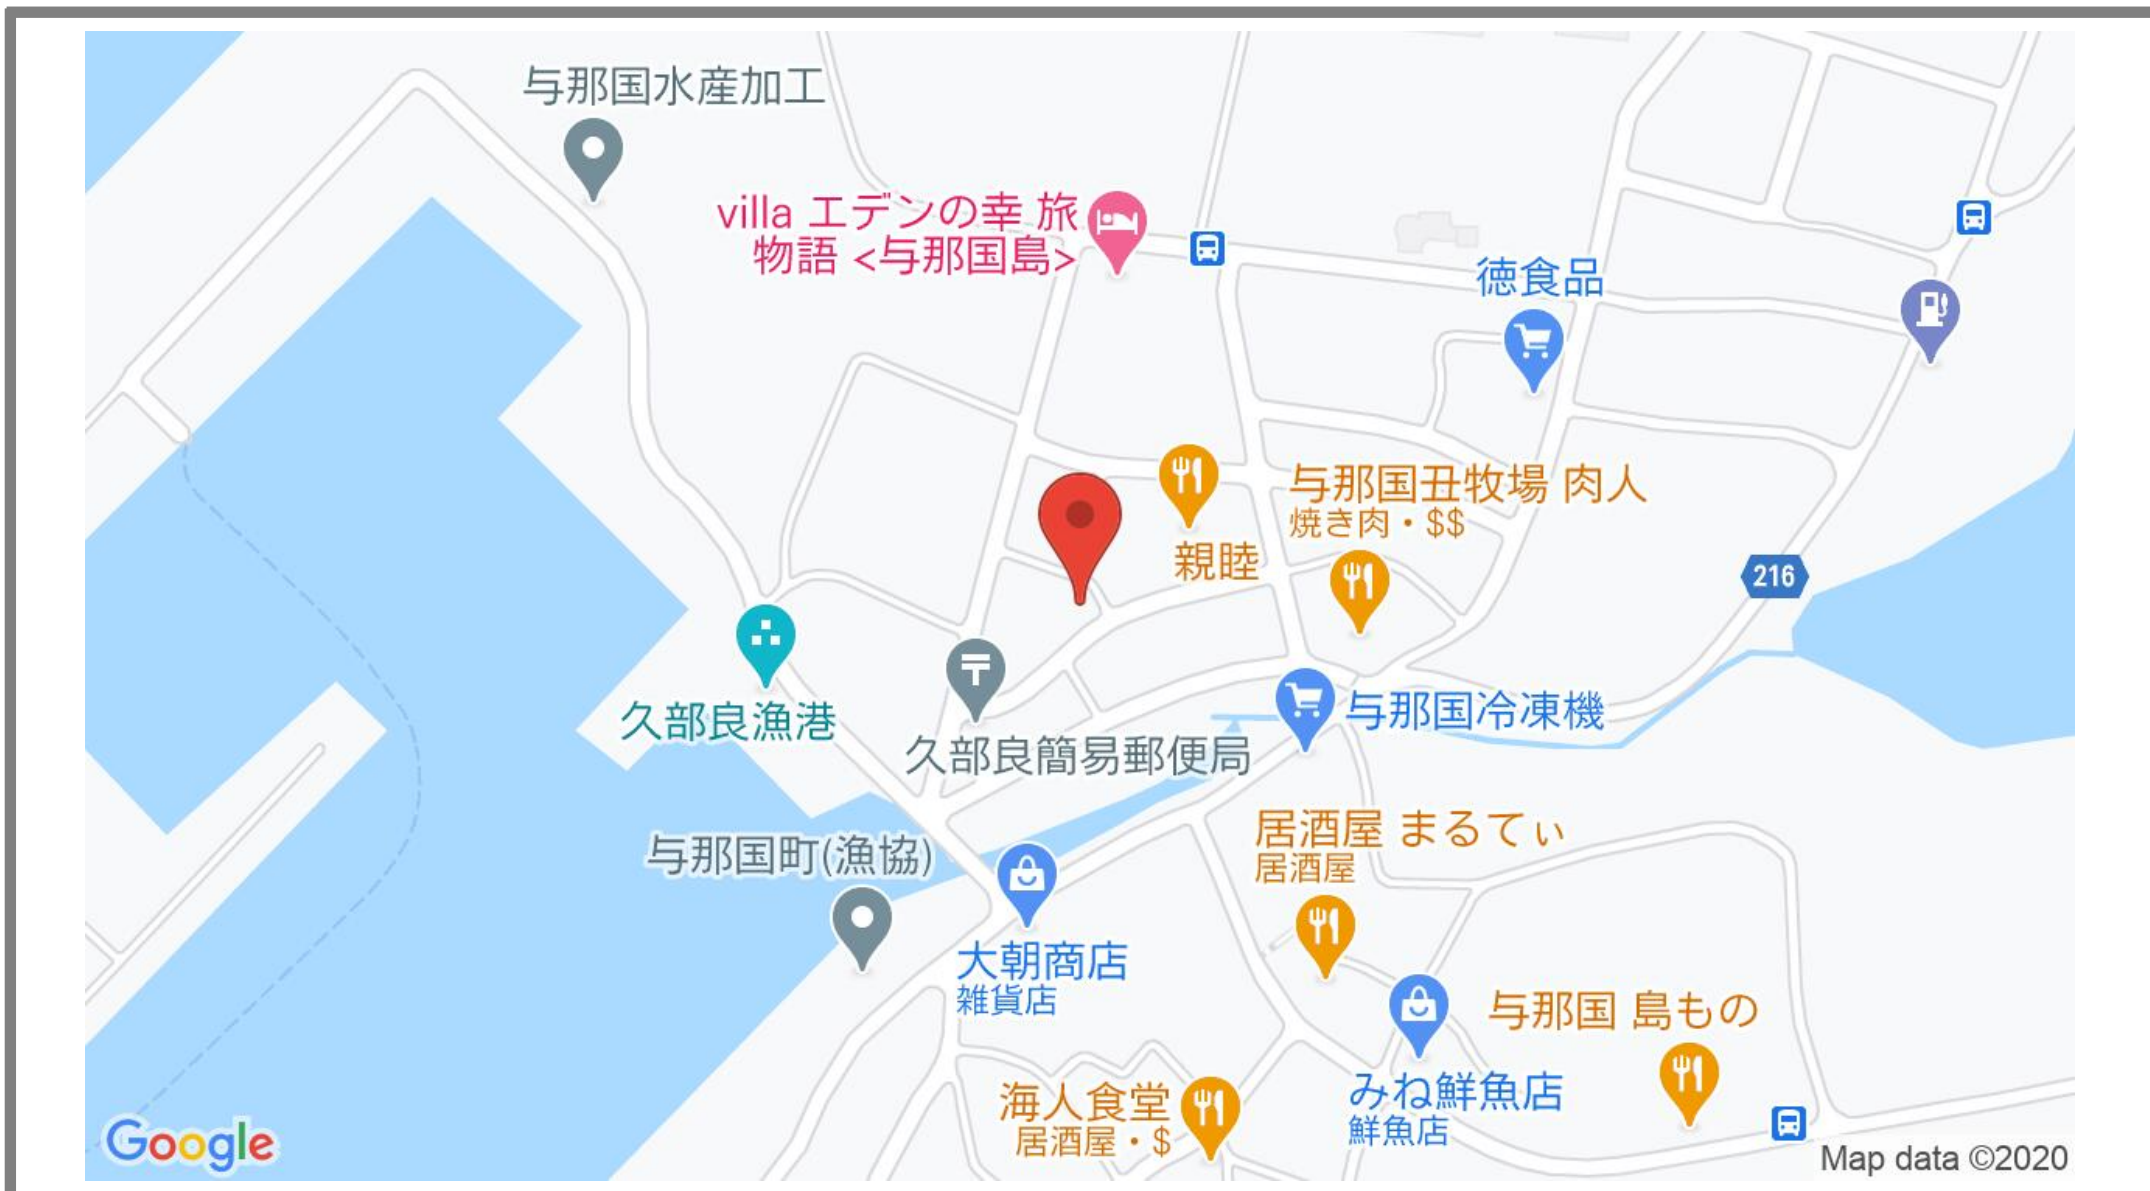 与那国水産加工
villa エデンの幸 旅
物語 <与那国島>
徳食品
与那国丑牧場 肉人
焼き肉・$$
親睦
216
久部良漁港
与那国冷凍機
久部良簡易郵便局
居酒屋 まるてぃ
居酒屋
与那国町(漁協)
大朝商店
雑貨店
与那国 島もの
みね鮮魚店
鮮魚店
海人食堂
居酒屋・$
Google
Map data ©2020